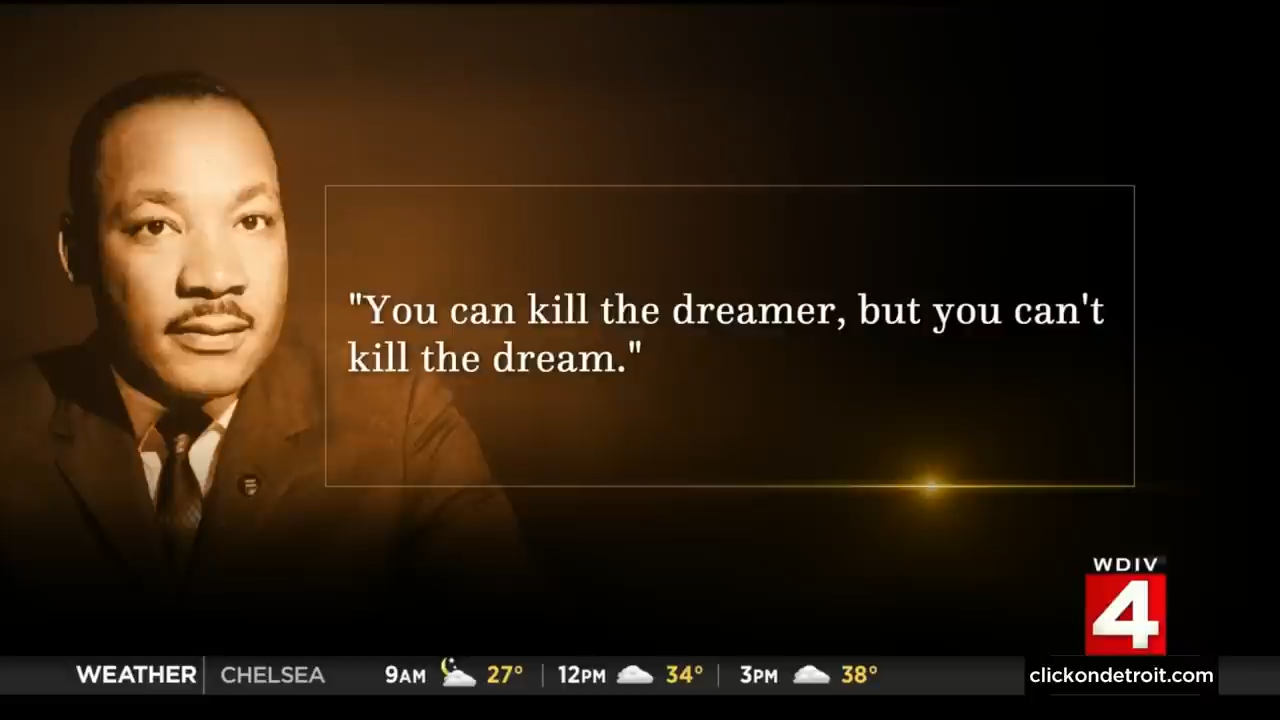 "You can kill the dreamer, but you can't
kill the dream."
WDIV
4
WEATHER CHELSEA 9AM 27° 12PM 34° 3PM 38°
clickondetroit.com